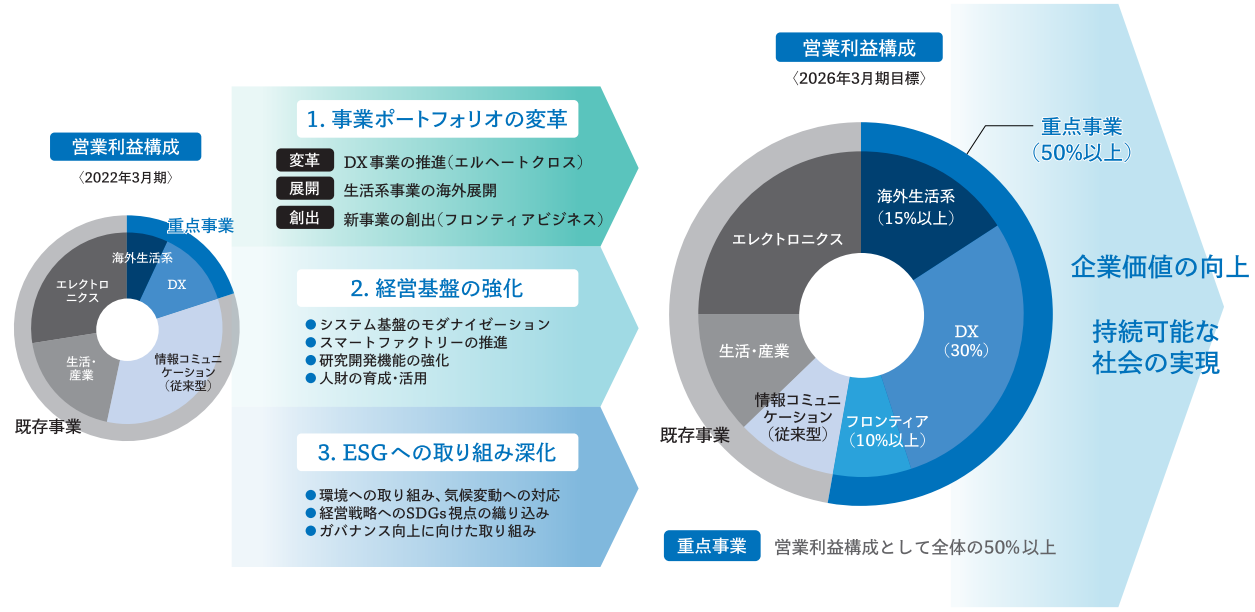 営業利益構成
〈2022年3月期〉
重点事業
海外生活系
DX
エレクトロ
ニクス
生活・
産業
情報コミュニ
ケーション
（従来型）
既存事業
1. 事業ポートフォリオの変革
変革 DX事業の推進（エルヘートクロス）
展開 生活系事業の海外展開
創出 新事業の創出（フロンティアビジネス）
2. 経営基盤の強化
●システム基盤のモダナイゼーション
●スマートファクトリーの推進
●研究開発機能の強化
●人財の育成・活用
3. ESGへの取り組み深化
●環境への取り組み、気候変動への対応
●経営戦略へのSDGs視点の織り込み
●ガバナンス向上に向けた取り組み
営業利益構成
〈2026年3月期目標〉
重点事業
（50%以上）
海外生活系
（15%以上）
エレクトロニクス
DX
（30%）
生活・産業
情報コミュニ
ケーション
（従来型）
フロンティア
（10%以上）
既存事業
重点事業 営業利益構成として全体の50%以上
企業価値の向上
持続可能な
社会の実現